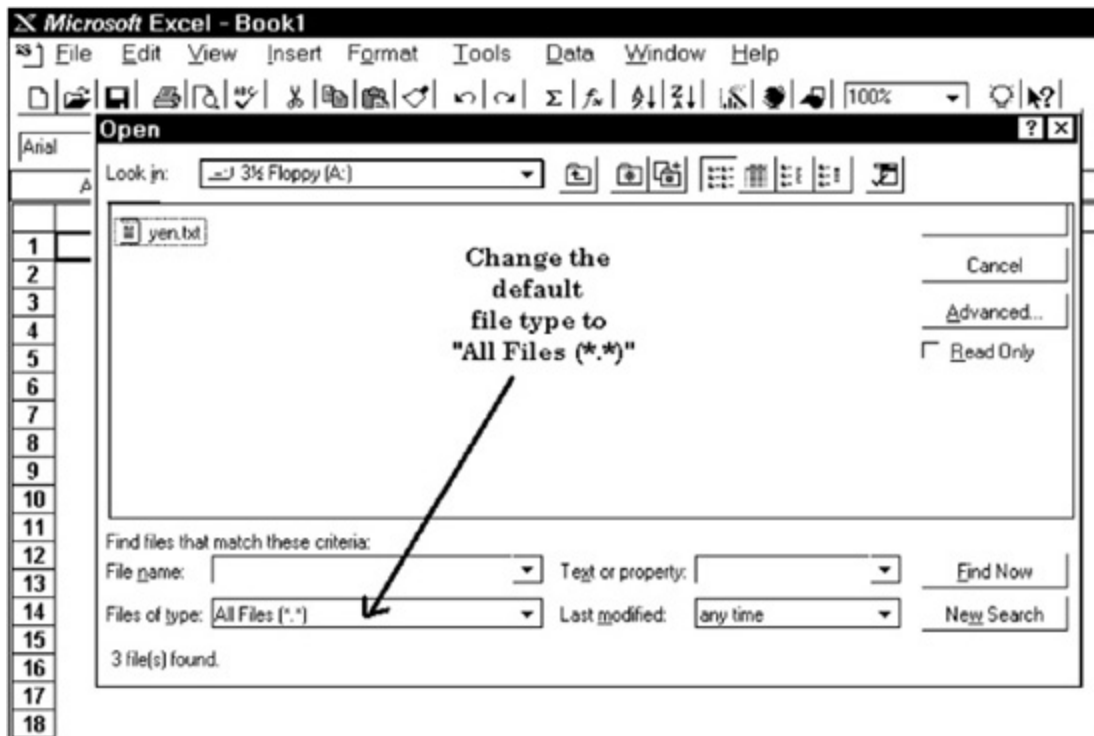 Microsoft Excel - Book1
File Edit View Insert Format Tools Data Window Help
100%
Open
Arial
Look in: 3½ Floppy (A:)
A
yen.txt
Change the
default
file type to
"All Files (*.*)"
Cancel
Advanced...
Read Only
1
2
3
4
5
6
7
8
9
10
11
12
13
14
15
16
17
18
Find files that match these criteria:
File name: Text or property: Find Now
Files of type: All Files (*.*) Last modified: any time New Search
3 file(s) found.